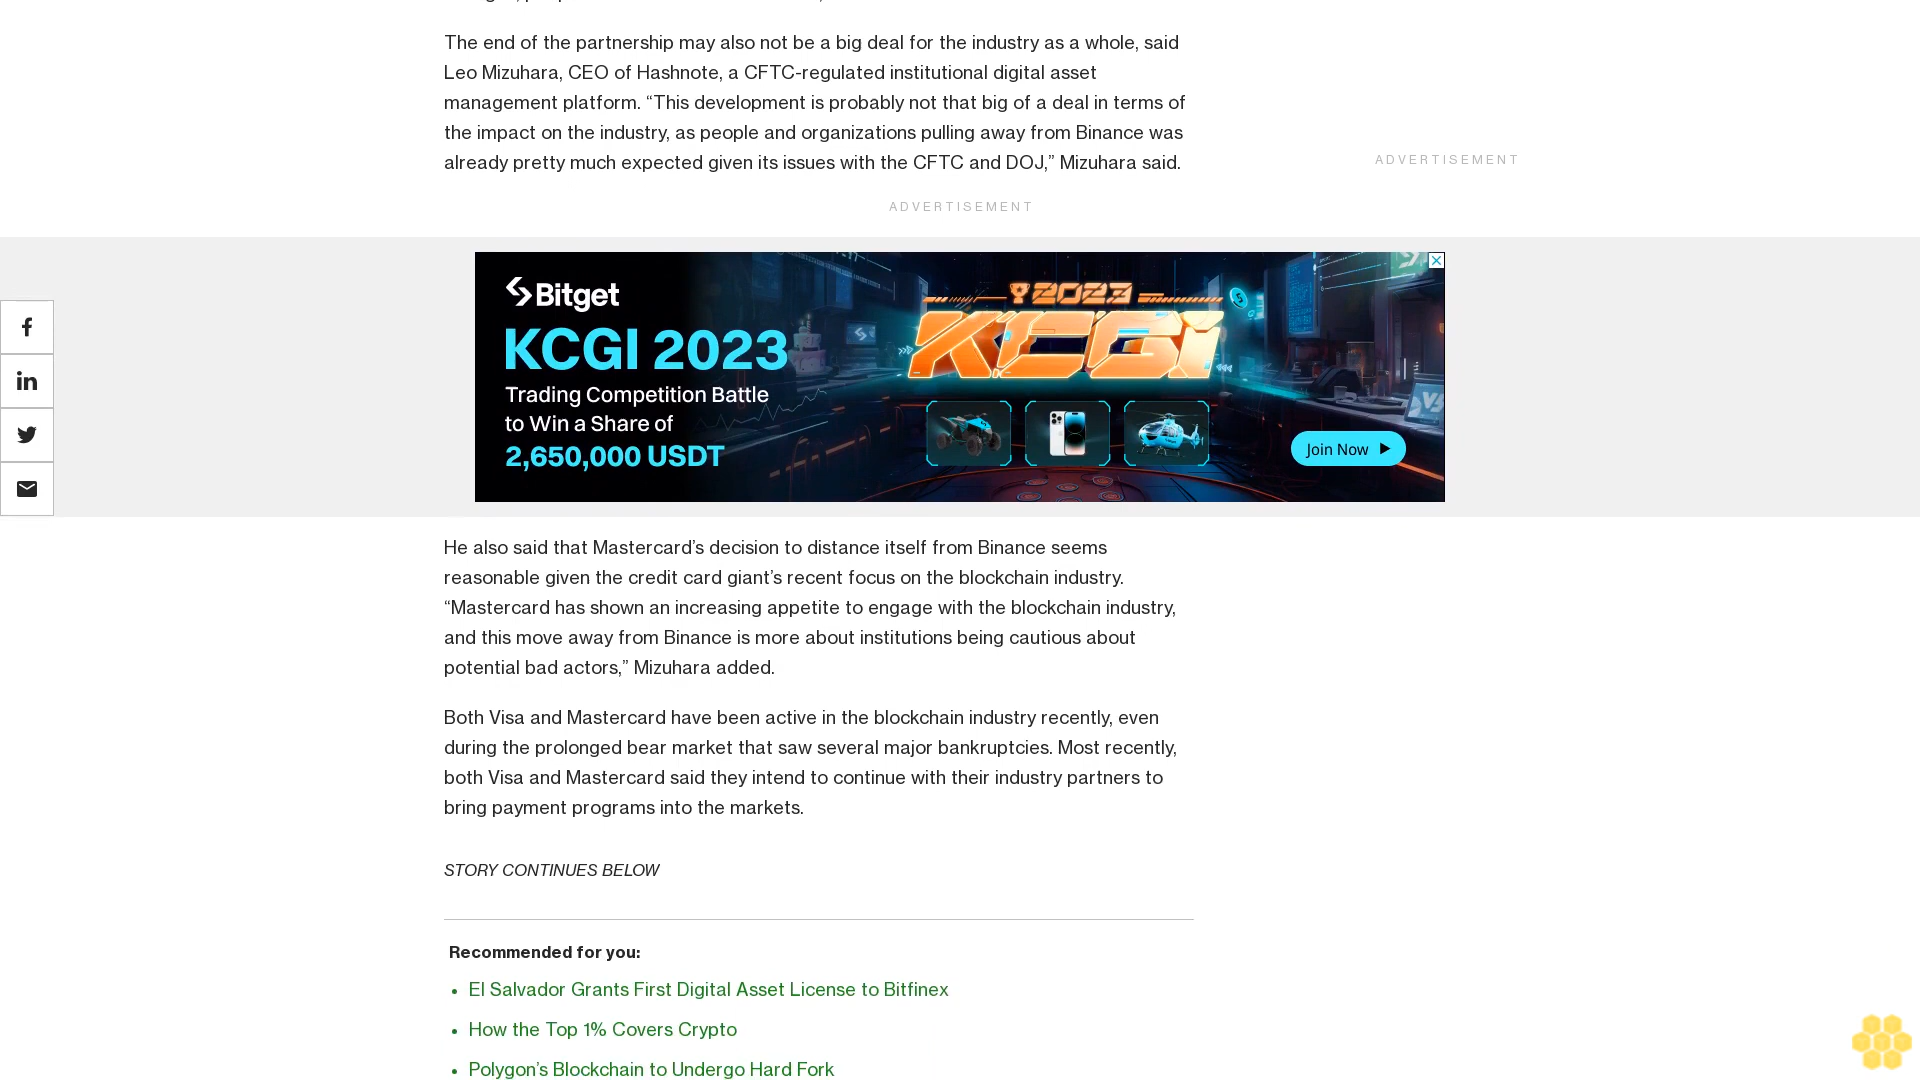 The end of the partnership may also not be a big deal for the industry as a whole, said
Leo Mizuhara, CEO of Hashnote, a CFTC-regulated institutional digital asset
management platform. “This development is probably not that big of a deal in terms of
the impact on the industry, as people and organizations pulling away from Binance was
already pretty much expected given its issues with the CFTC and DOJ,” Mizuhara said.
ADVERTISEMENT
ADVERTISEMENT
Bitget
KCGI 2023
Trading Competition Battle
to Win a Share of
2,650,000 USDT
2023
KCGI
VS
Join Now
He also said that Mastercard’s decision to distance itself from Binance seems
reasonable given the credit card giant’s recent focus on the blockchain industry.
“Mastercard has shown an increasing appetite to engage with the blockchain industry,
and this move away from Binance is more about institutions being cautious about
potential bad actors,” Mizuhara added.
Both Visa and Mastercard have been active in the blockchain industry recently, even
during the prolonged bear market that saw several major bankruptcies. Most recently,
both Visa and Mastercard said they intend to continue with their industry partners to
bring payment programs into the markets.
STORY CONTINUES BELOW
Recommended for you:
• El Salvador Grants First Digital Asset License to Bitfinex
• How the Top 1% Covers Crypto
• Polygon’s Blockchain to Undergo Hard Fork